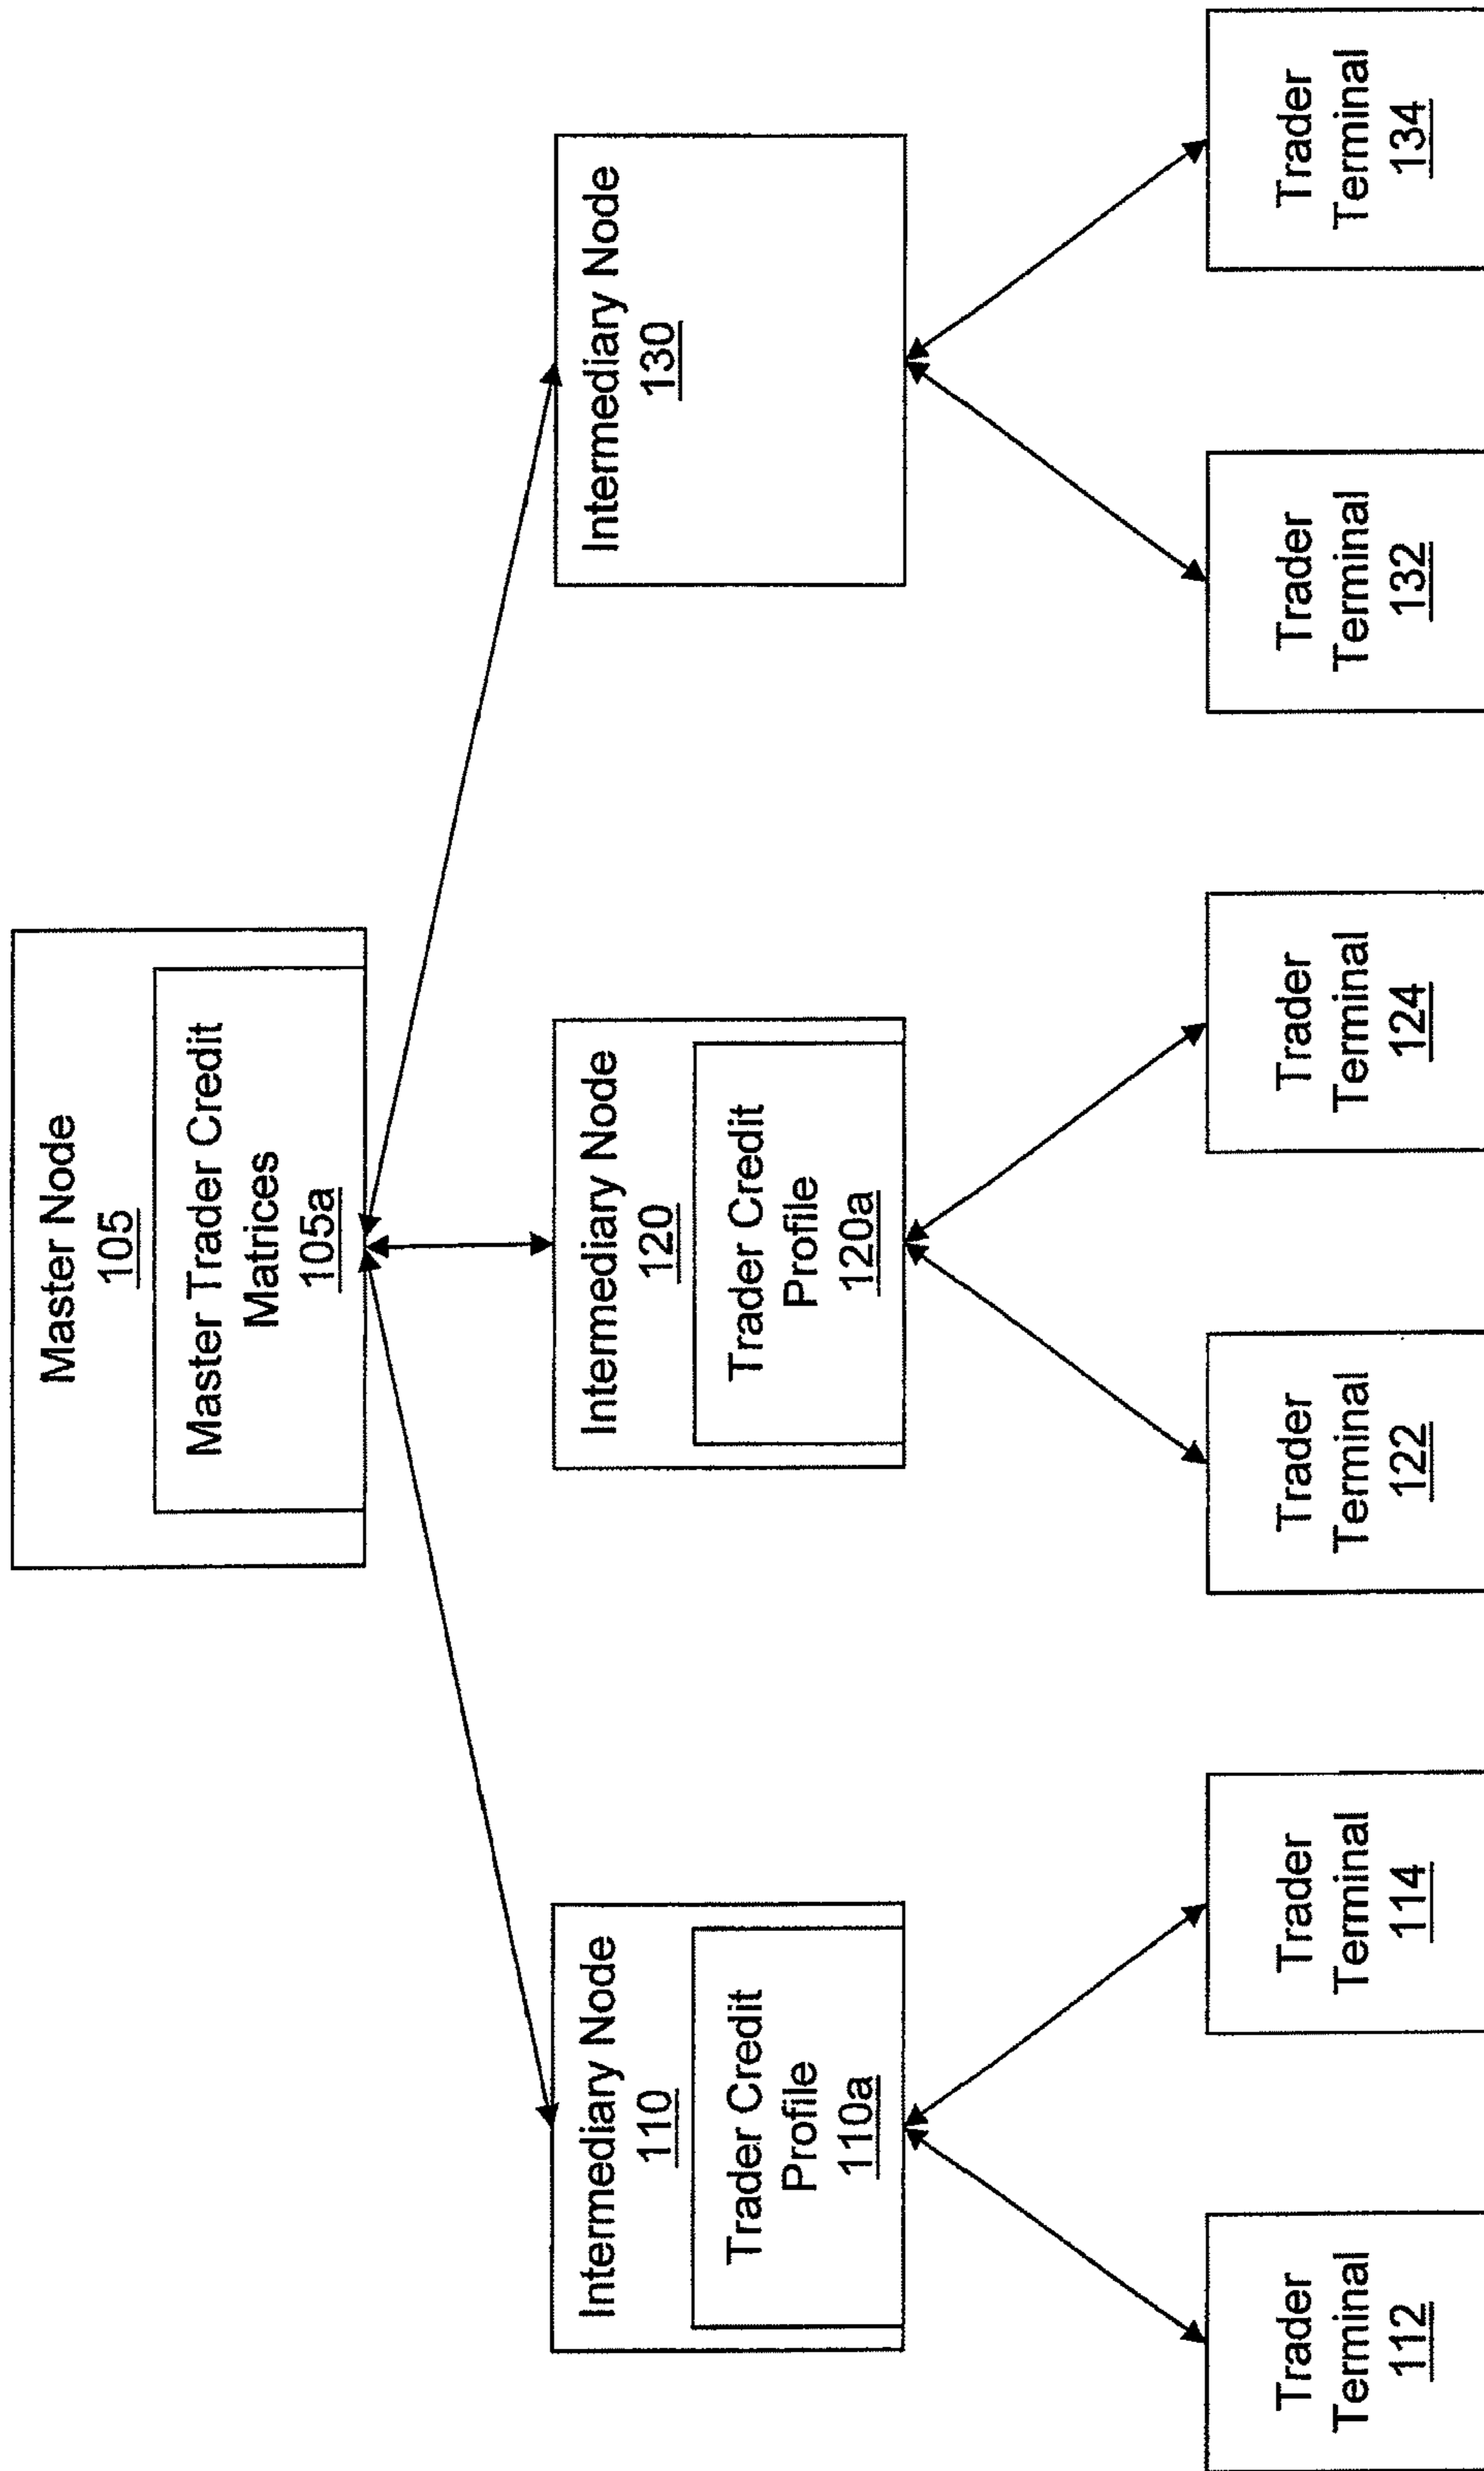 Master Node
105
Master Trader Credit
Matrices
105a
Intermediary Node
110
Trader Credit
Profile
110a
Intermediary Node
120
Trader Credit
Profile
120a
Intermediary Node
130
Trader
Terminal
112
Trader
Terminal
114
Trader
Terminal
122
Trader
Terminal
124
Trader
Terminal
132
Trader
Terminal
134